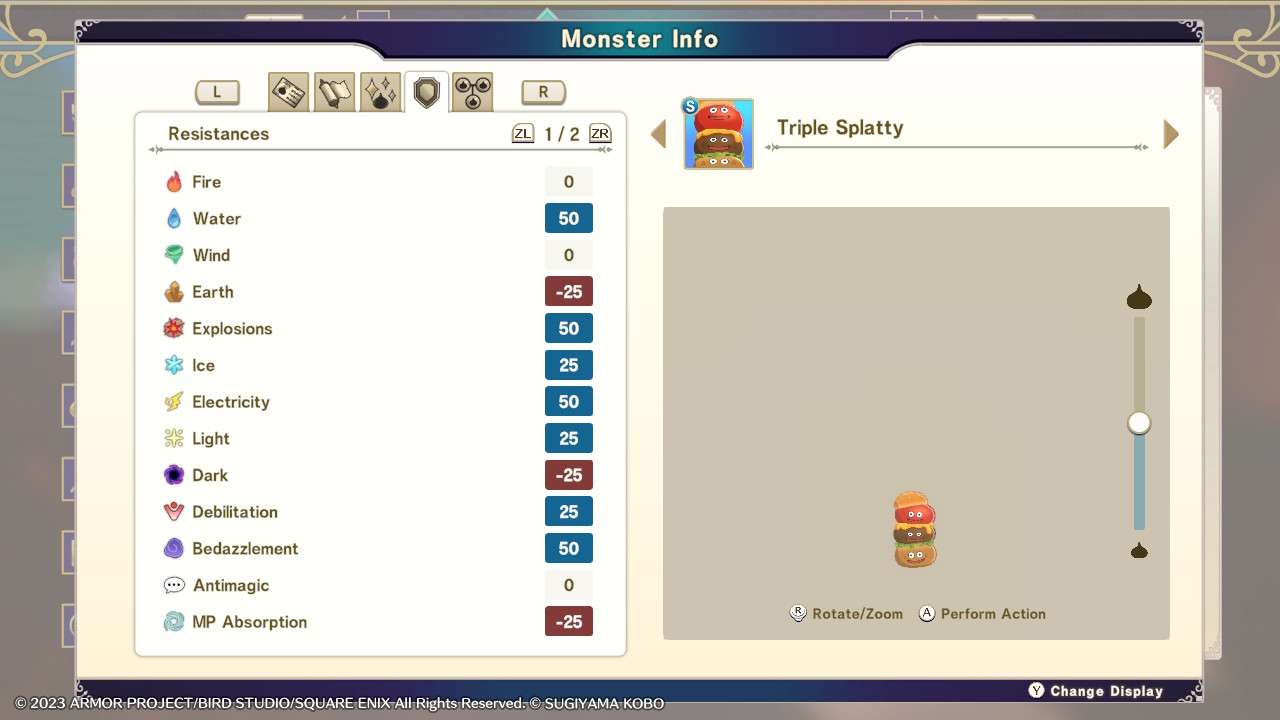 Monster Info
L
R
Resistances
ZL 1 / 2 ZR
Fire 0
Water 50
Wind 0
Earth -25
Explosions 50
Ice 25
Electricity 50
Light 25
Dark -25
Debilitation 25
Bedazzlement 50
Antimagic 0
MP Absorption -25
S
Triple Splatty
R Rotate/Zoom A Perform Action
Y Change Display
© 2023 ARMOR PROJECT/BIRD STUDIO/SQUARE ENIX All Rights Reserved. © SUGIYAMA KOBO